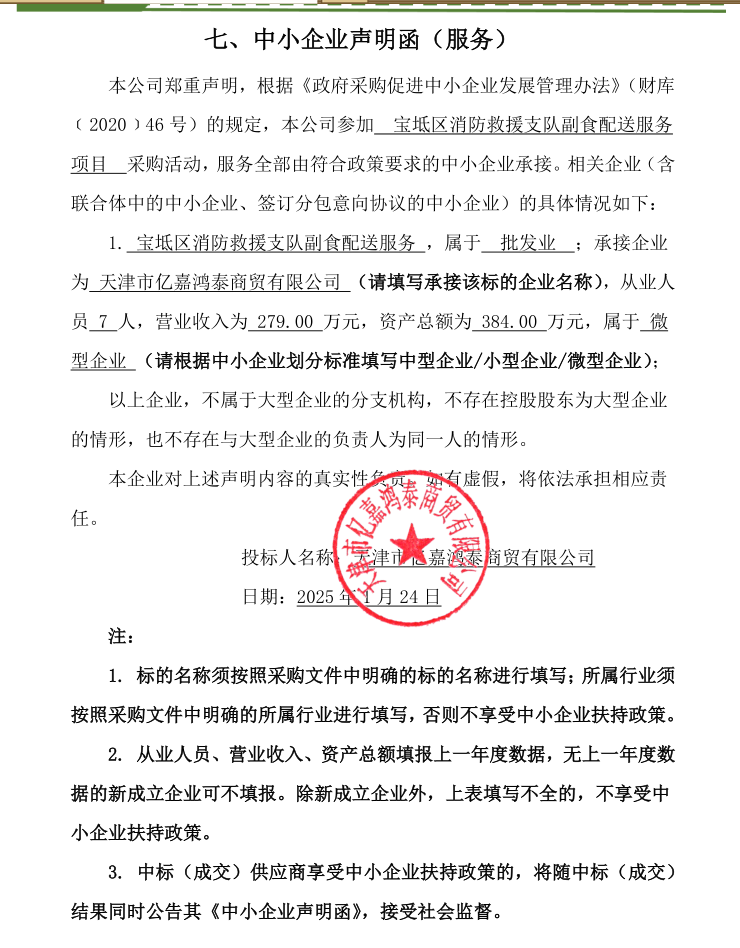 七、中小企业声明函（服务）
本公司郑重声明，根据《政府采购促进中小企业发展管理办法》（财库
﹝2020﹞46 号）的规定，本公司参加 宝坻区消防救援支队副食配送服务
项目 采购活动，服务全部由符合政策要求的中小企业承接。相关企业（含
联合体中的中小企业、签订分包意向协议的中小企业）的具体情况如下：
1. 宝坻区消防救援支队副食配送服务 ，属于 批发业 ；承接企业
为 天津市亿嘉鸿泰商贸有限公司 （请填写承接该标的企业名称），从业人
员 7 人，营业收入为 279.00 万元，资产总额为 384.00 万元，属于 微
型企业 （请根据中小企业划分标准填写中型企业/小型企业/微型企业）；
以上企业，不属于大型企业的分支机构，不存在控股股东为大型企业
的情形，也不存在与大型企业的负责人为同一人的情形。
本企业对上述声明内容的真实性负责。如有虚假，将依法承担相应责
任。
投标人名称：天津市亿嘉鸿泰商贸有限公司
日期：2025 年 1 月 24 日
天津市亿嘉鸿泰商贸有限公司
注：
1. 标的名称须按照采购文件中明确的标的名称进行填写；所属行业须
按照采购文件中明确的所属行业进行填写，否则不享受中小企业扶持政策。
2. 从业人员、营业收入、资产总额填报上一年度数据，无上一年度数
据的新成立企业可不填报。除新成立企业外，上表填写不全的，不享受中
小企业扶持政策。
3. 中标（成交）供应商享受中小企业扶持政策的，将随中标（成交）
结果同时公告其《中小企业声明函》，接受社会监督。